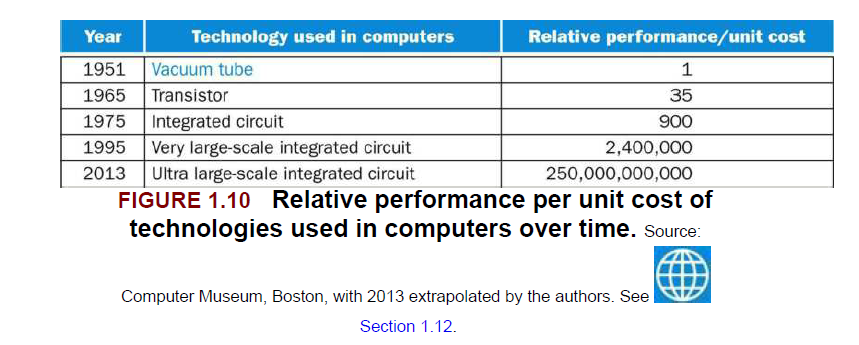 Year Technology used in computers Relative performance/unit cost
1951 Vacuum tube 1
1965 Transistor 35
1975 Integrated circuit 900
1995 Very large-scale integrated circuit 2,400,000
2013 Ultra large-scale integrated circuit 250,000,000,000
FIGURE 1.10 Relative performance per unit cost of
technologies used in computers over time. Source:
Computer Museum, Boston, with 2013 extrapolated by the authors. See
Section 1.12.